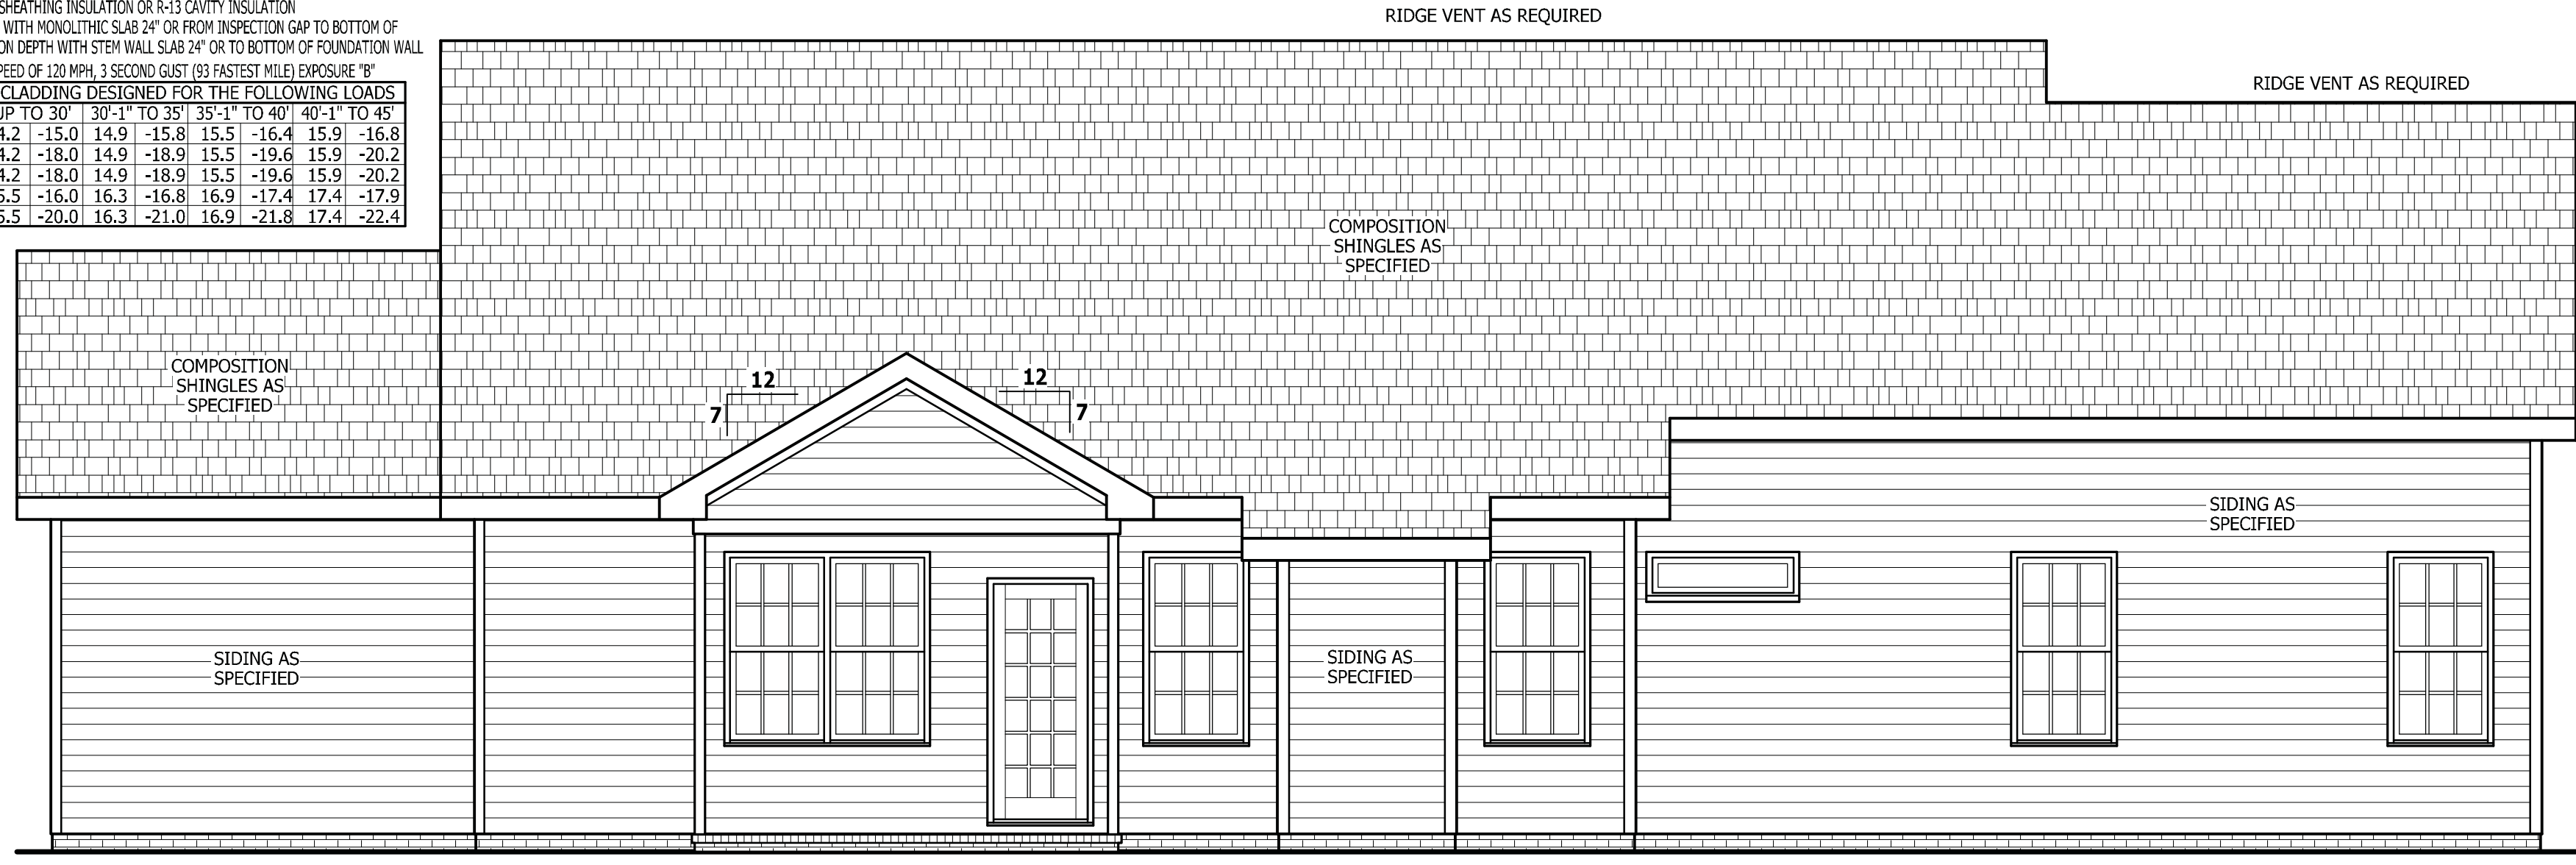 SHEATHING INSULATION OR R-13 CAVITY INSULATION
WITH MONOLITHIC SLAB 24" OR FROM INSPECTION GAP TO BOTTOM OF
DEPTH WITH STEM WALL SLAB 24" OR TO BOTTOM OF FOUNDATION WALL
OF 120 MPH, 3 SECOND GUST (93 FASTEST MILE) EXPOSURE "B"
CLADDING DESIGNED FOR THE FOLLOWING LOADS
UP TO 30' 30'-1" TO 35' 35'-1" TO 40' 40'-1" TO 45'
4.2 -15.0 14.9 -15.8 15.5 -16.4 15.9 -16.8
4.2 -18.0 14.9 -18.9 15.5 -19.6 15.9 -20.2
4.2 -18.0 14.9 -18.9 15.5 -19.6 15.9 -20.2
5.5 -16.0 16.3 -16.8 16.9 -17.4 17.4 -17.9
5.5 -20.0 16.3 -21.0 16.9 -21.8 17.4 -22.4
RIDGE VENT AS REQUIRED
RIDGE VENT AS REQUIRED
COMPOSITION
SHINGLES AS
SPECIFIED
COMPOSITION
SHINGLES AS
SPECIFIED
12
7
12
7
SIDING AS
SPECIFIED
SIDING AS
SPECIFIED
SIDING AS
SPECIFIED